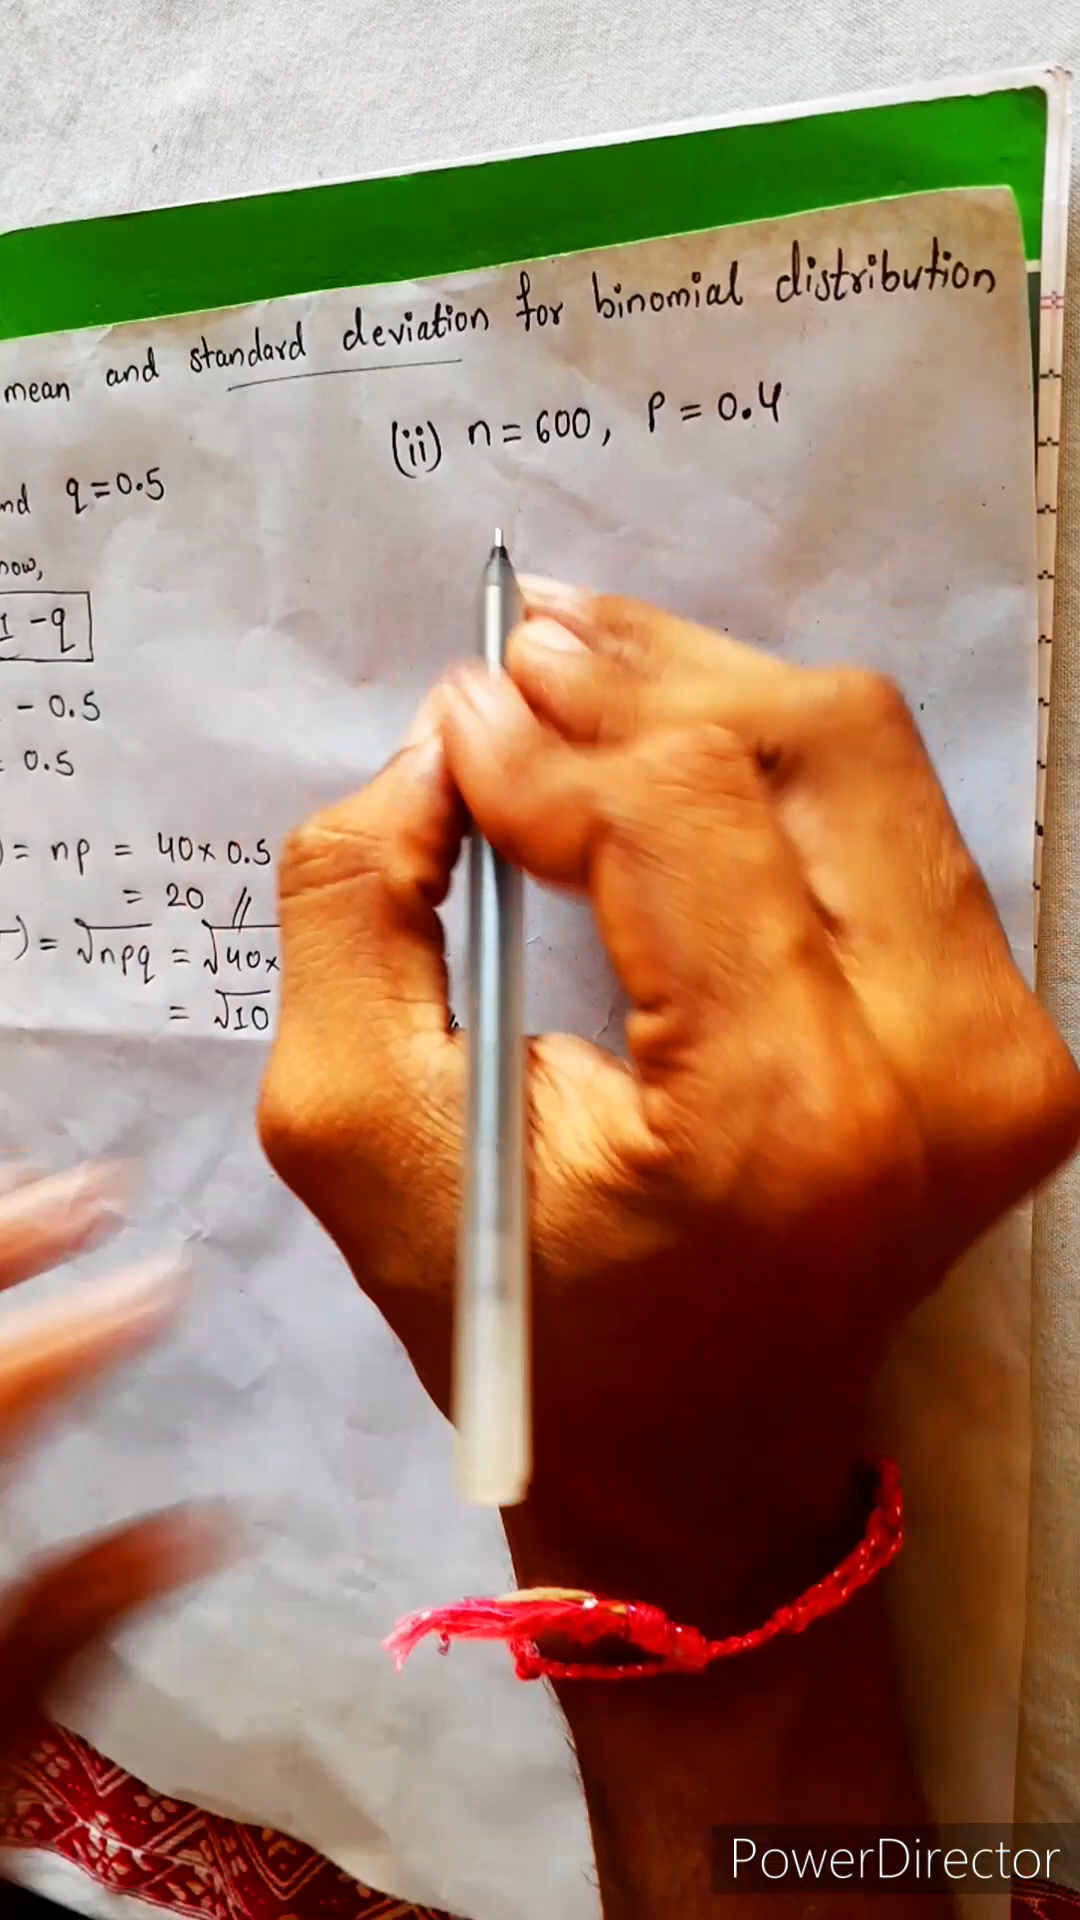 mean and standard deviation for binomial distribution
(ii) n = 600, P = 0.4
q = 0.5
now,
1 - q
- 0.5
= 0.5
) = np = 40 × 0.5
= 20 //
) = √npq = √40×
= √10
PowerDirector